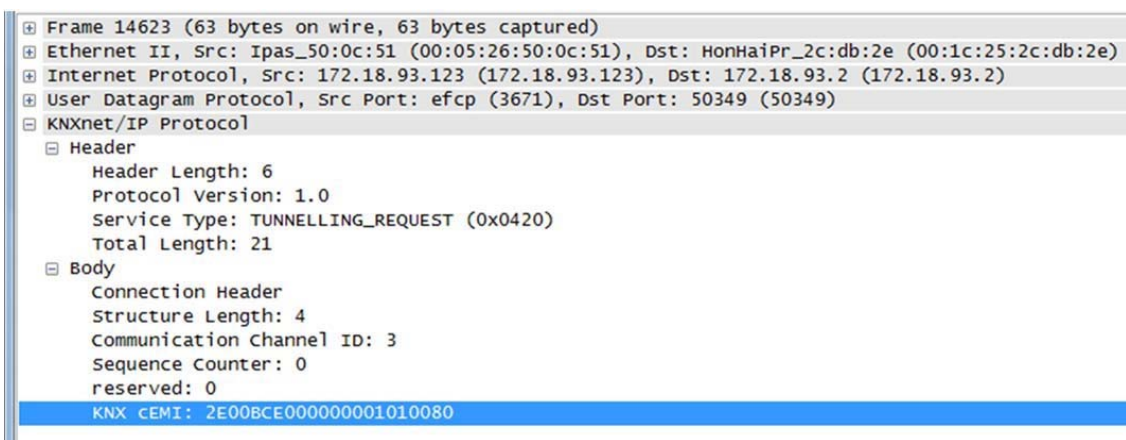 Frame 14623 (63 bytes on wire, 63 bytes captured)
Ethernet II, Src: Ipas_50:0c:51 (00:05:26:50:0c:51), Dst: HonHaiPr_2c:db:2e (00:1c:25:2c:db:2e)
Internet Protocol, Src: 172.18.93.123 (172.18.93.123), Dst: 172.18.93.2 (172.18.93.2)
User Datagram Protocol, Src Port: efcp (3671), Dst Port: 50349 (50349)
KNXnet/IP Protocol
Header
Header Length: 6
Protocol Version: 1.0
Service Type: TUNNELLING_REQUEST (0x0420)
Total Length: 21
Body
Connection Header
Structure Length: 4
Communication Channel ID: 3
Sequence Counter: 0
reserved: 0
KNX cEMI: 2E00BCE000000001010080